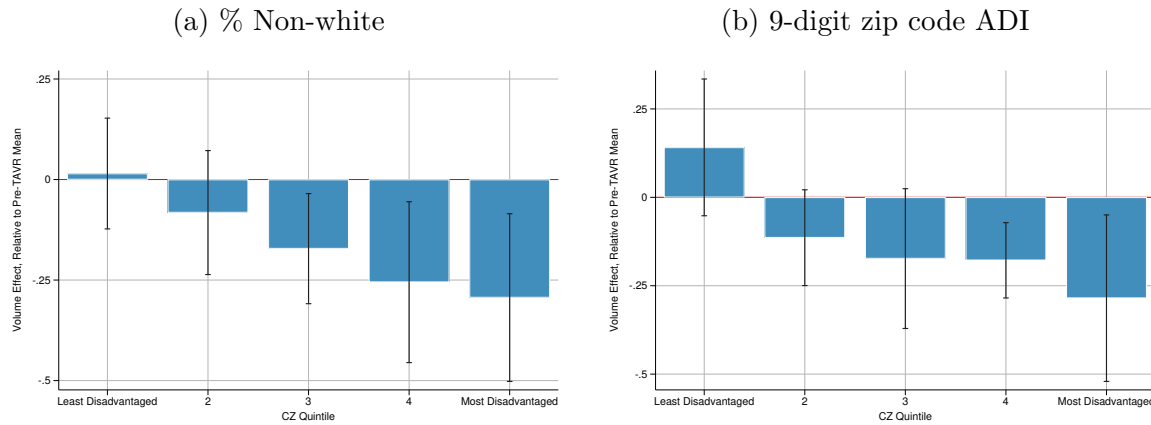 (a) % Non-white
Volume Effect, Relative to Pre-TAVR Mean
.25
0
-.25
-.5
Least Disadvantaged 2 3 4 Most Disadvantaged
CZ Quintile
(b) 9-digit zip code ADI
Volume Effect, Relative to Pre-TAVR Mean
.25
0
-.25
-.5
Least Disadvantaged 2 3 4 Most Disadvantaged
CZ Quintile